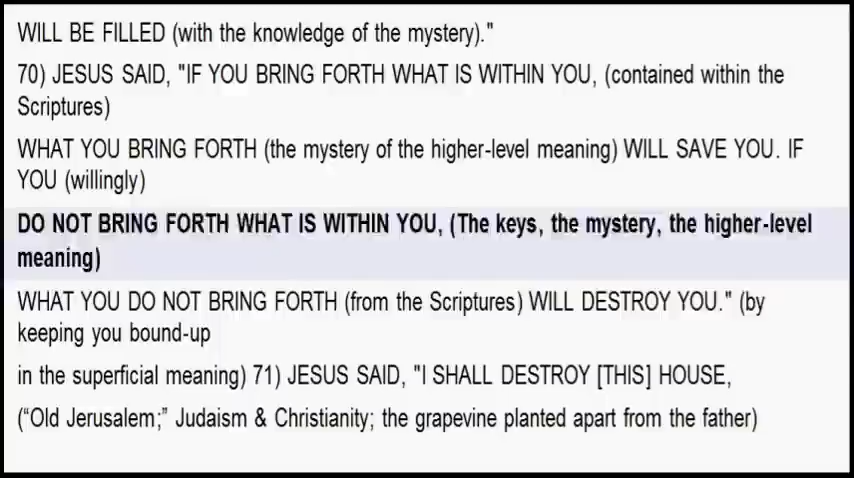 WILL BE FILLED (with the knowledge of the mystery)."
70) JESUS SAID, "IF YOU BRING FORTH WHAT IS WITHIN YOU, (contained within the
Scriptures)
WHAT YOU BRING FORTH (the mystery of the higher-level meaning) WILL SAVE YOU. IF
YOU (willingly)
DO NOT BRING FORTH WHAT IS WITHIN YOU, (The keys, the mystery, the higher-level
meaning)
WHAT YOU DO NOT BRING FORTH (from the Scriptures) WILL DESTROY YOU." (by
keeping you bound-up
in the superficial meaning) 71) JESUS SAID, "I SHALL DESTROY [THIS] HOUSE,
(“Old Jerusalem;” Judaism & Christianity; the grapevine planted apart from the father)